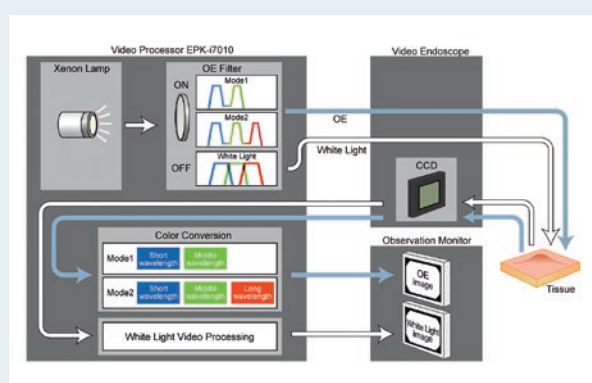 Video Processor EPK-i7010
Video Endoscope
Xenon Lamp
OE Filter
ON
Mode1
Mode2
OFF
White Light
OE
White Light
CCD
Color Conversion
Mode1
Short
wavelength
Middle
wavelength
Mode2
Short
wavelength
Middle
wavelength
Long
wavelength
White Light Video Processing
Observation Monitor
OE
Image
White Light
Image
Tissue